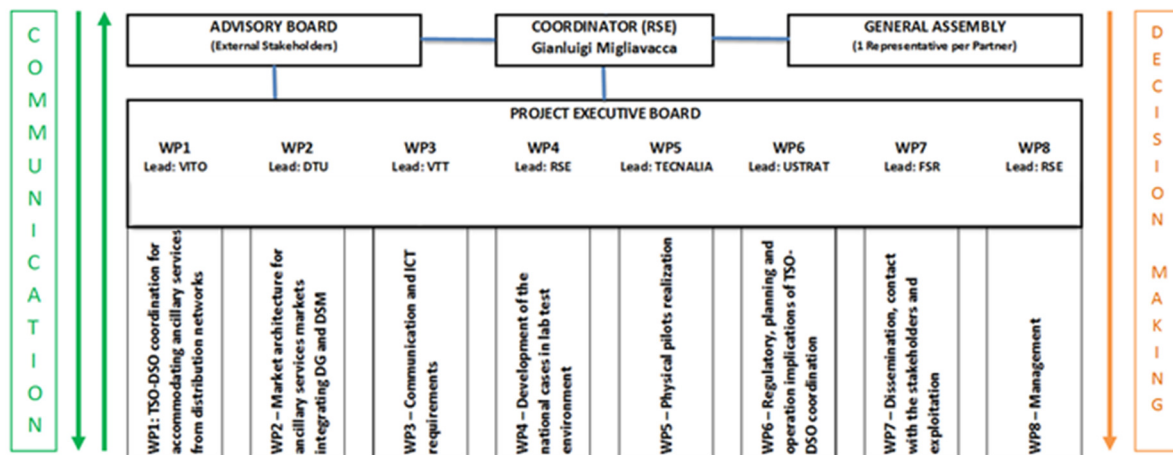 COMMUNICATION
ADVISORY BOARD
(External Stakeholders)
COORDINATOR (RSE)
Gianluigi Migliavacca
GENERAL ASSEMBLY
(1 Representative per Partner)
DECISION MAKING
PROJECT EXECUTIVE BOARD
WP1
Lead: VITO
WP2
Lead: DTU
WP3
Lead: VTT
WP4
Lead: RSE
WP5
Lead: TECNALIA
WP6
Lead: USTRAT
WP7
Lead: FSR
WP8
Lead: RSE
WP1: TSO-DSO coordination for
accommodating ancillary services
from distribution networks
WP2 – Market architecture for
ancillary services markets
integrating DG and DSM
WP3 – Communication and ICT
requirements
WP4 – Development of the
national cases in lab test
environment
WP5 – Physical pilots realization
WP6 – Regulatory, planning and
operation implications of TSO-
DSO coordination
WP7 – Dissemination, contact
with the stakeholders and
exploitation
WP8 – Management